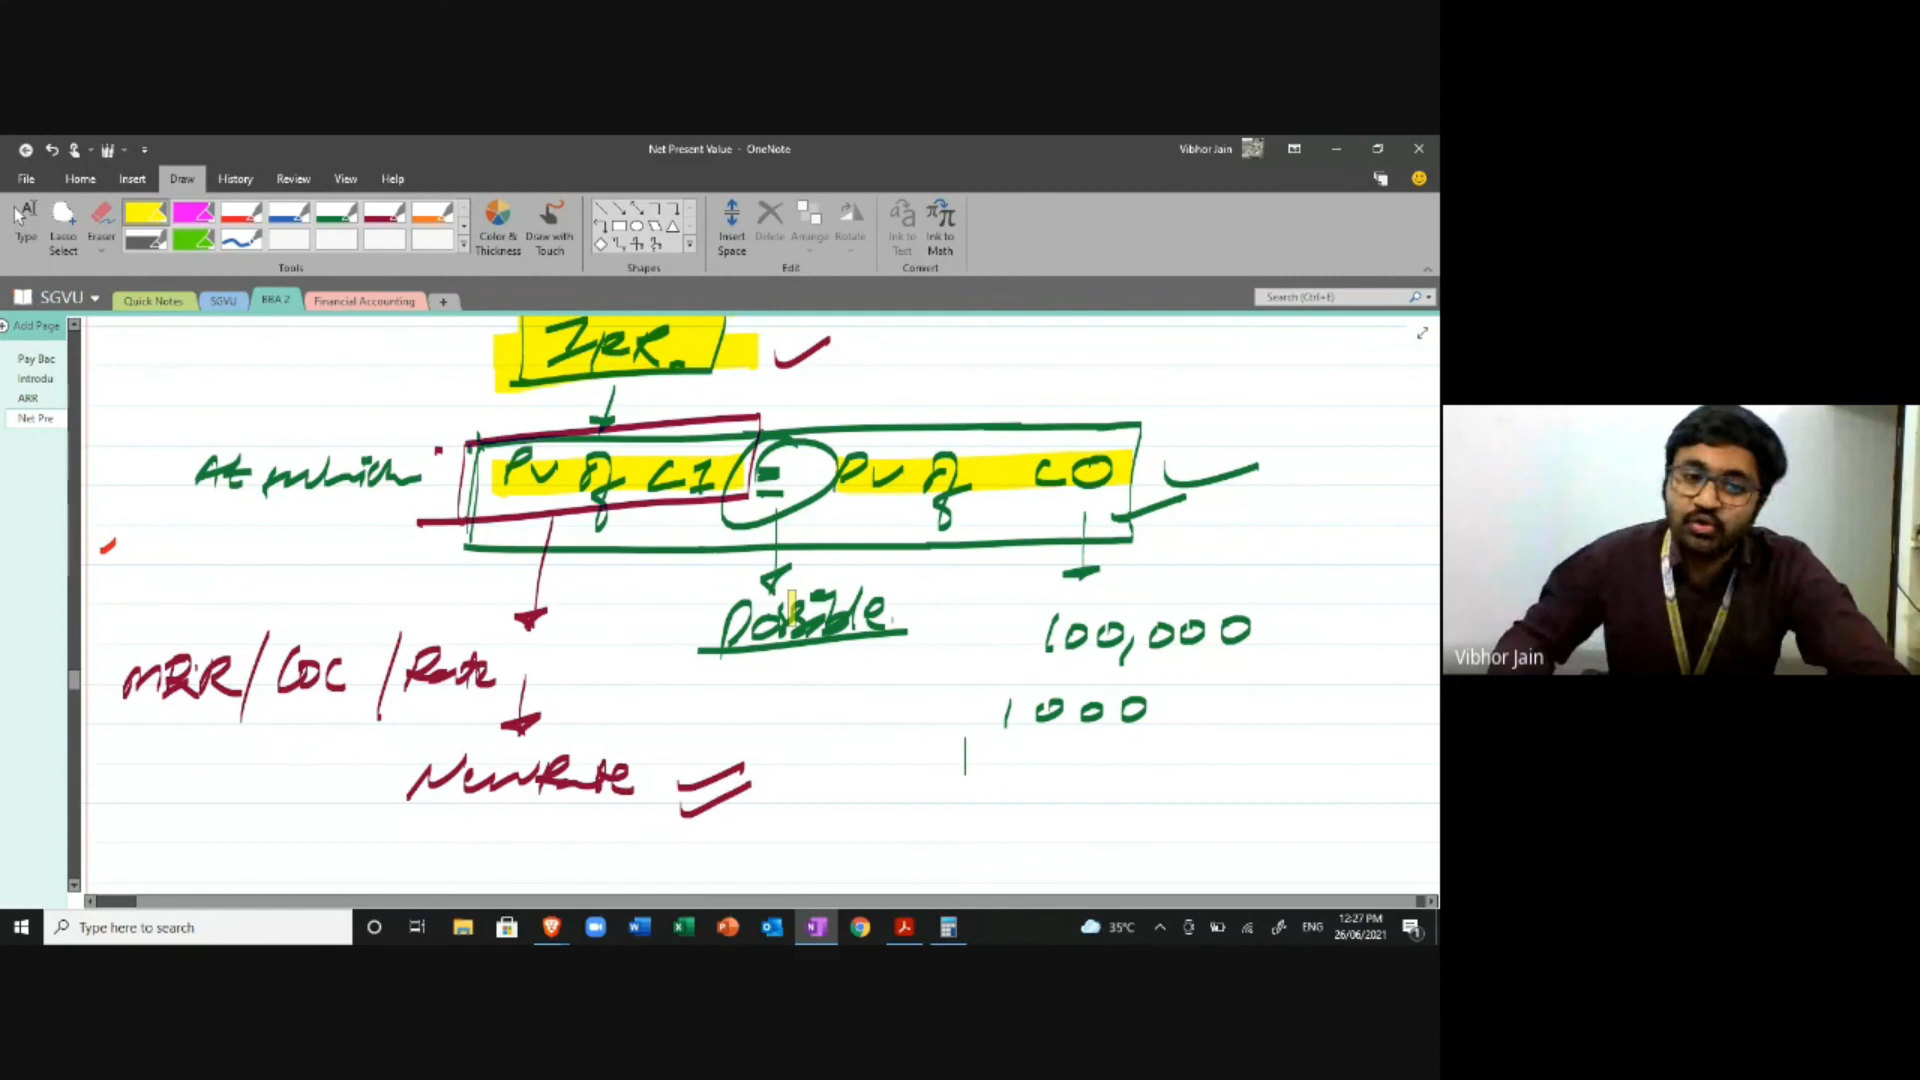 Net Present Value - OneNote
Vibhor Jain
File Home Insert Draw History Review View Help
Type
Lasso Select
Eraser
Color & Thickness
Draw with Touch
Insert Space
Delete
Arrange
Rotate
Ink to Text
Ink to Math
Tools
Shapes
Edit
Convert
SGVU Quick Notes SGVU BBA 2 Financial Accounting +
Search (Ctrl+E)
Add Page
Pay Bac
Introdu
ARR
Net Pre
IRR.
At which PV of CI = PV of CO
Possible
100,000
MRR/COC/Rate
1000
New Rate
Vibhor Jain
Type here to search
35°C
ENG
12:27 PM
26/06/2021
1